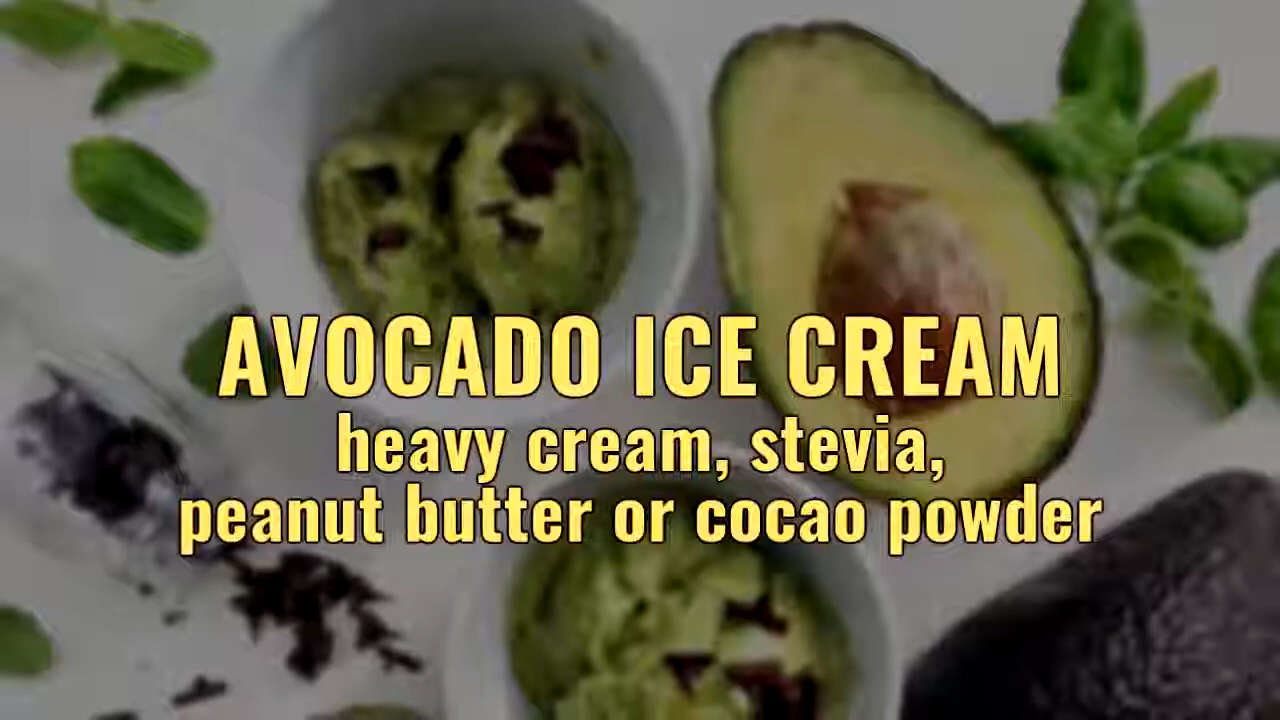 AVOCADO ICE CREAM
heavy cream, stevia,
peanut butter or cocao powder